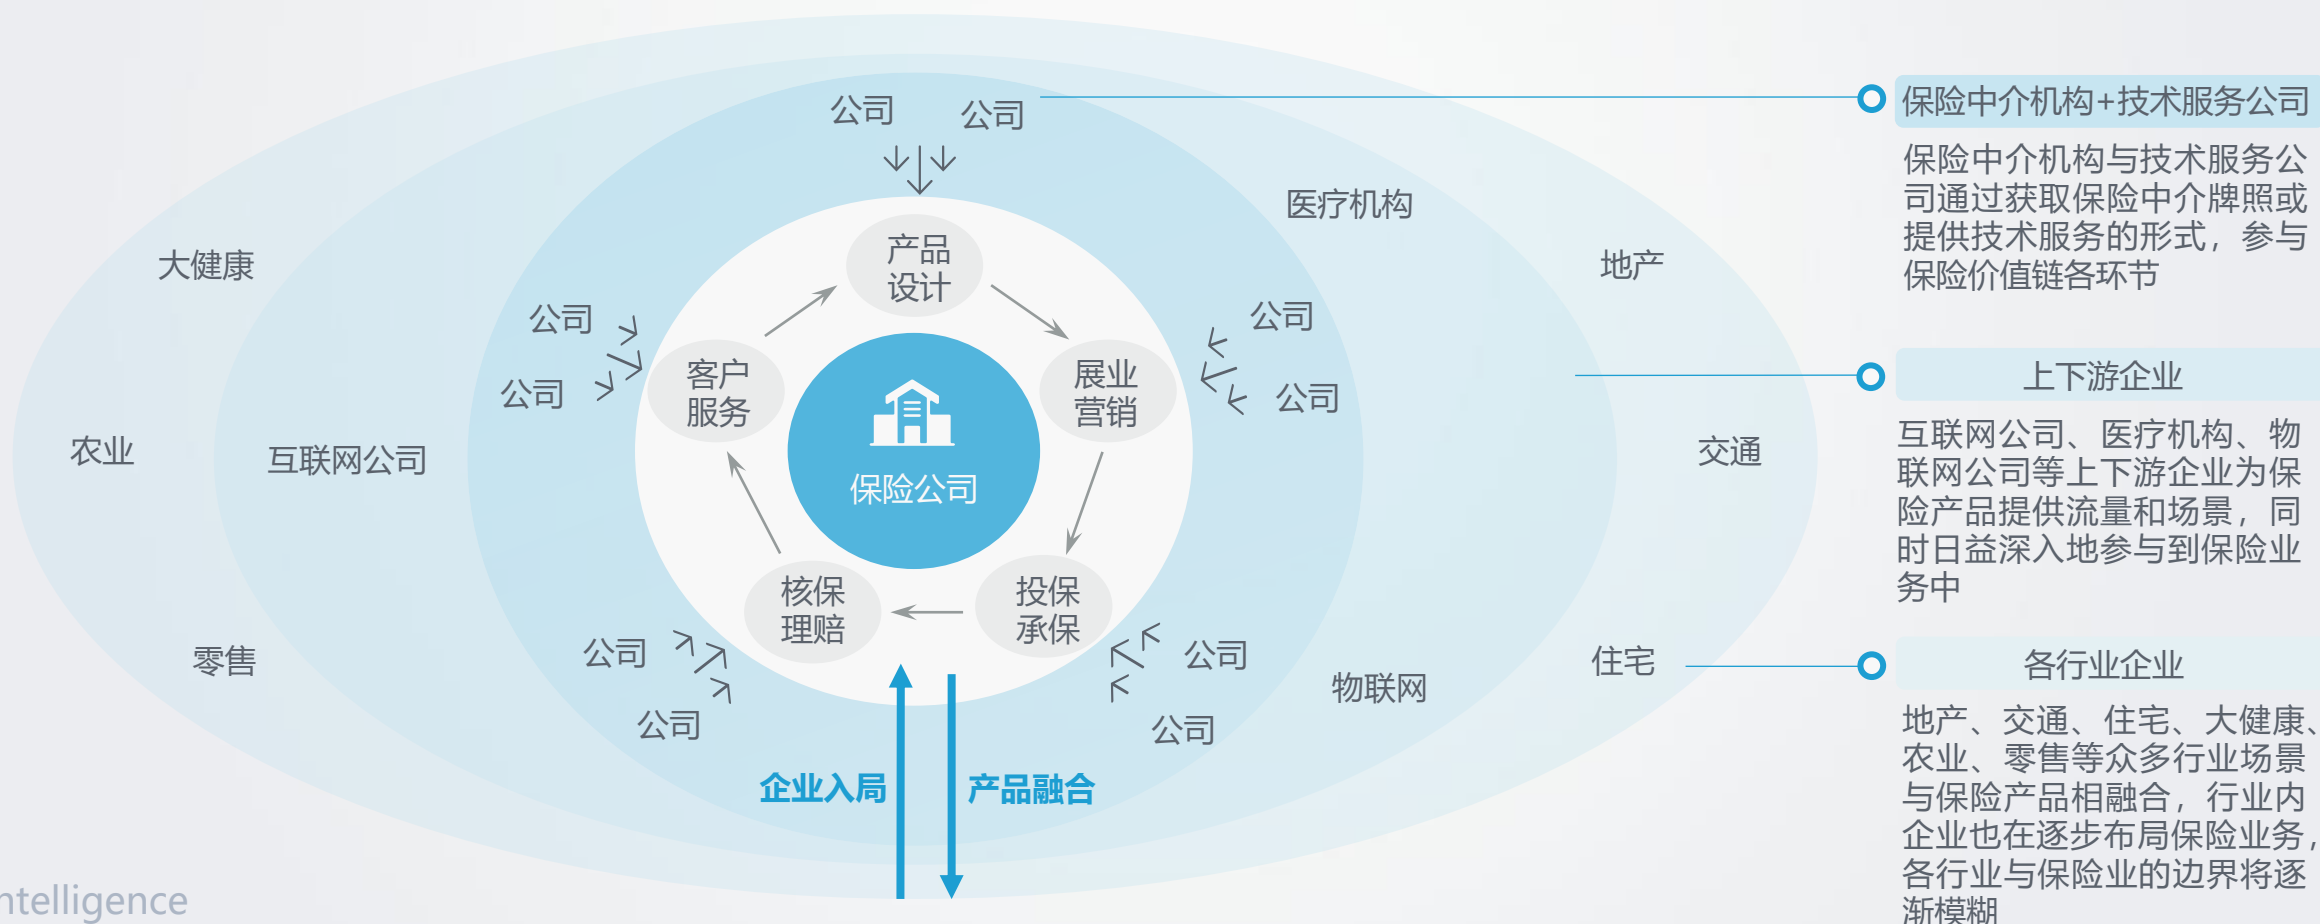 公司
公司
保险中介机构+技术服务公司
保险中介机构与技术服务公
司通过获取保险中介牌照或
提供技术服务的形式，参与
保险价值链各环节
医疗机构
大健康
地产
产品
设计
公司
公司
公司
公司
客户
服务
展业
营销
上下游企业
互联网公司、医疗机构、物
联网公司等上下游企业为保
险产品提供流量和场景，同
时日益深入地参与到保险业
务中
农业
互联网公司
保险公司
交通
核保
理赔
投保
承保
公司
公司
公司
公司
零售
物联网
住宅
各行业企业
地产、交通、住宅、大健康、
农业、零售等众多行业场景
与保险产品相融合，行业内
企业也在逐步布局保险业务，
各行业与保险业的边界将逐
渐模糊
企业入局
产品融合
ntelligence